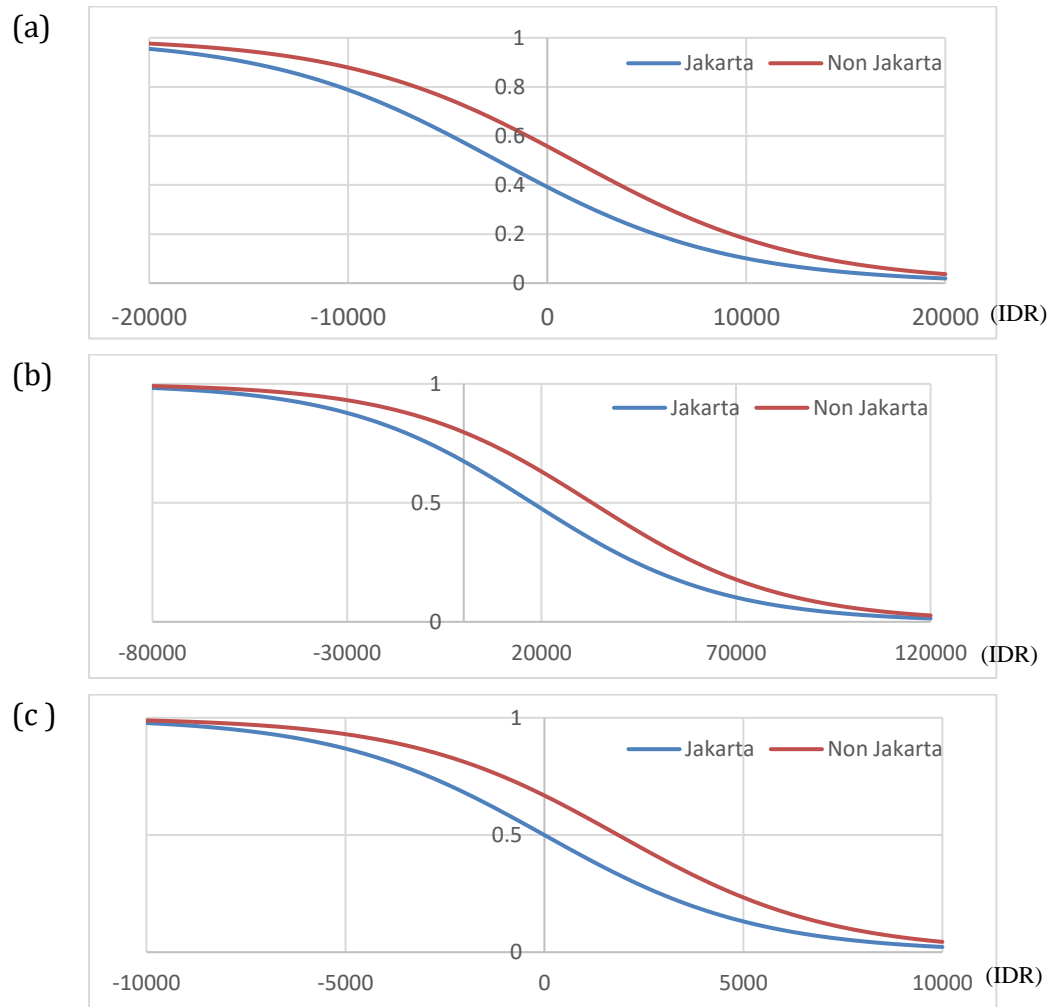 (a)
1
Jakarta Non Jakarta
0.8
0.6
0.4
0.2
0
-20000 -10000 0 10000 20000 (IDR)
(b)
1
Jakarta Non Jakarta
0.5
0
-80000 -30000 20000 70000 120000 (IDR)
(c )
1
Jakarta Non Jakarta
0.5
0
-10000 -5000 0 5000 10000 (IDR)